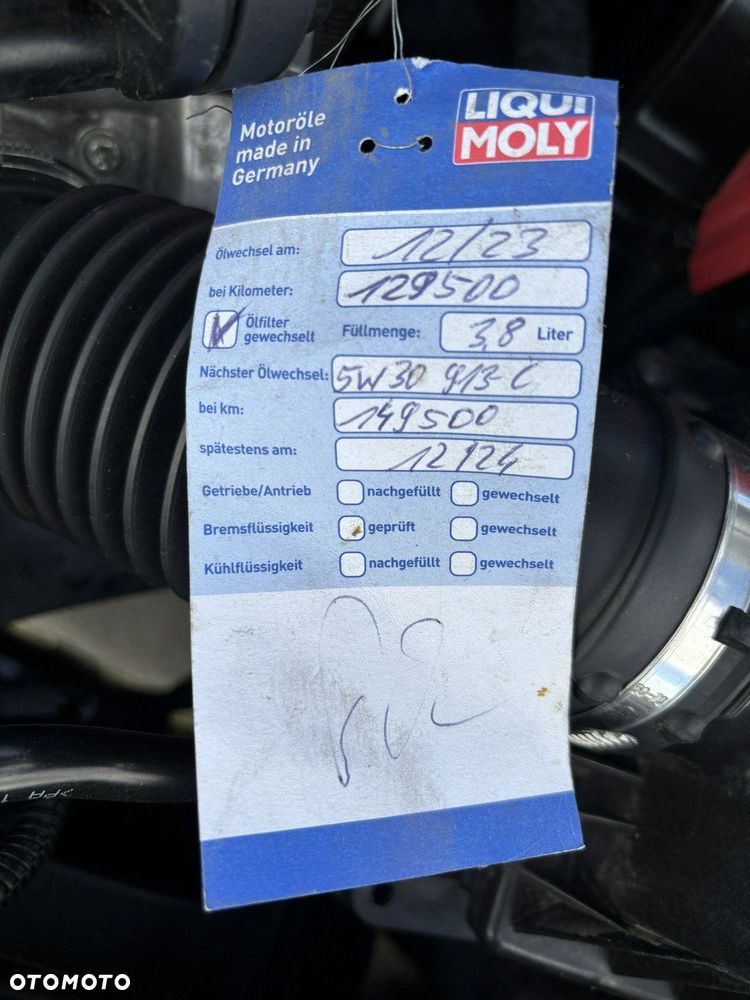 LIQUI
MOLY
Motoröle
made in
Germany
Ölwechsel am: 12/23
bei Kilometer: 129500
Ölfilter
gewechselt Füllmenge: 3,8 Liter
Nächster Ölwechsel: 5W30 913-C
bei km: 149500
spätestens am: 12/24
Getriebe/Antrieb nachgefüllt gewechselt
Bremsflüssigkeit geprüft gewechselt
Kühlflüssigkeit nachgefüllt gewechselt
OTOMOTO